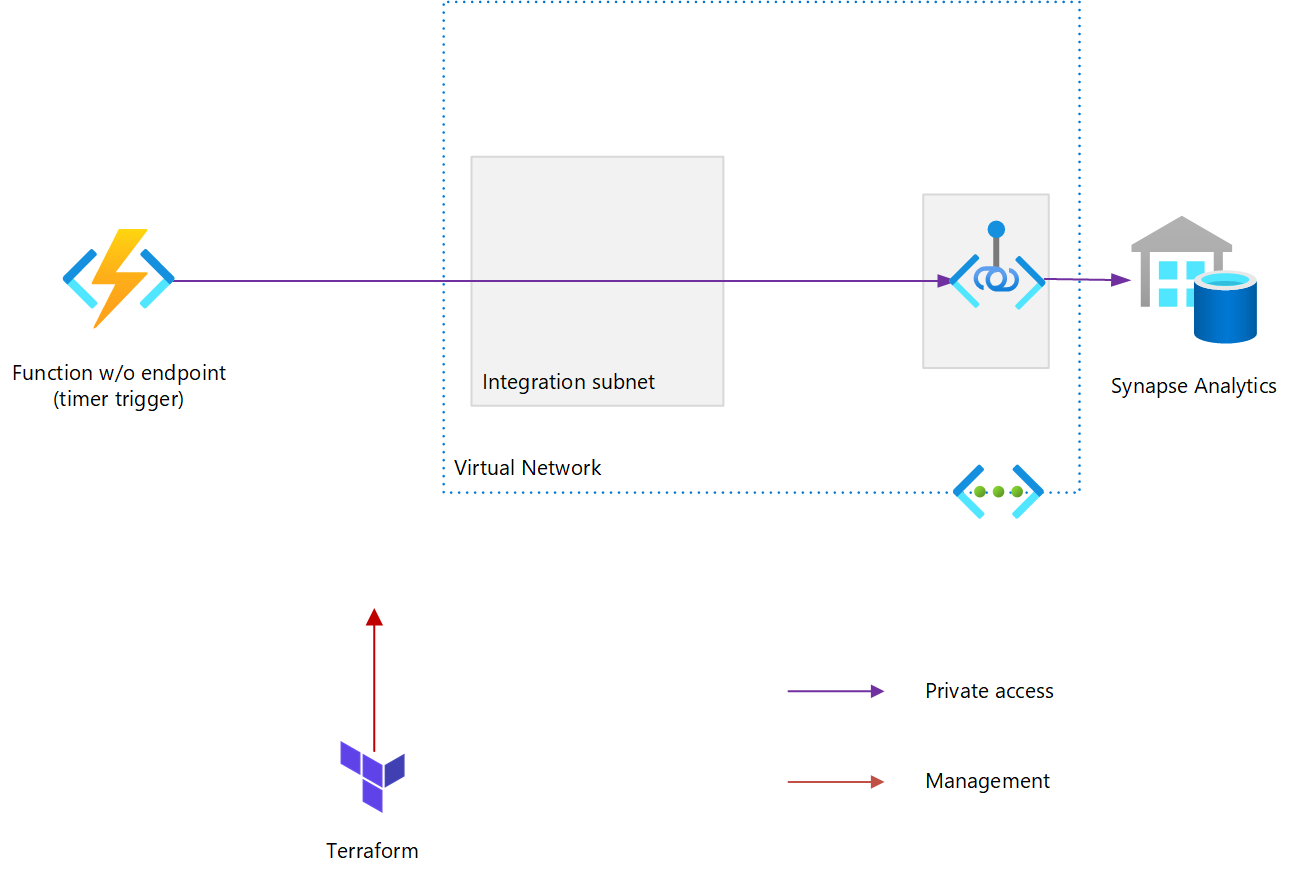 Function w/o endpoint
(timer trigger)
Integration subnet
Virtual Network
Synapse Analytics
Private access
Management
Terraform